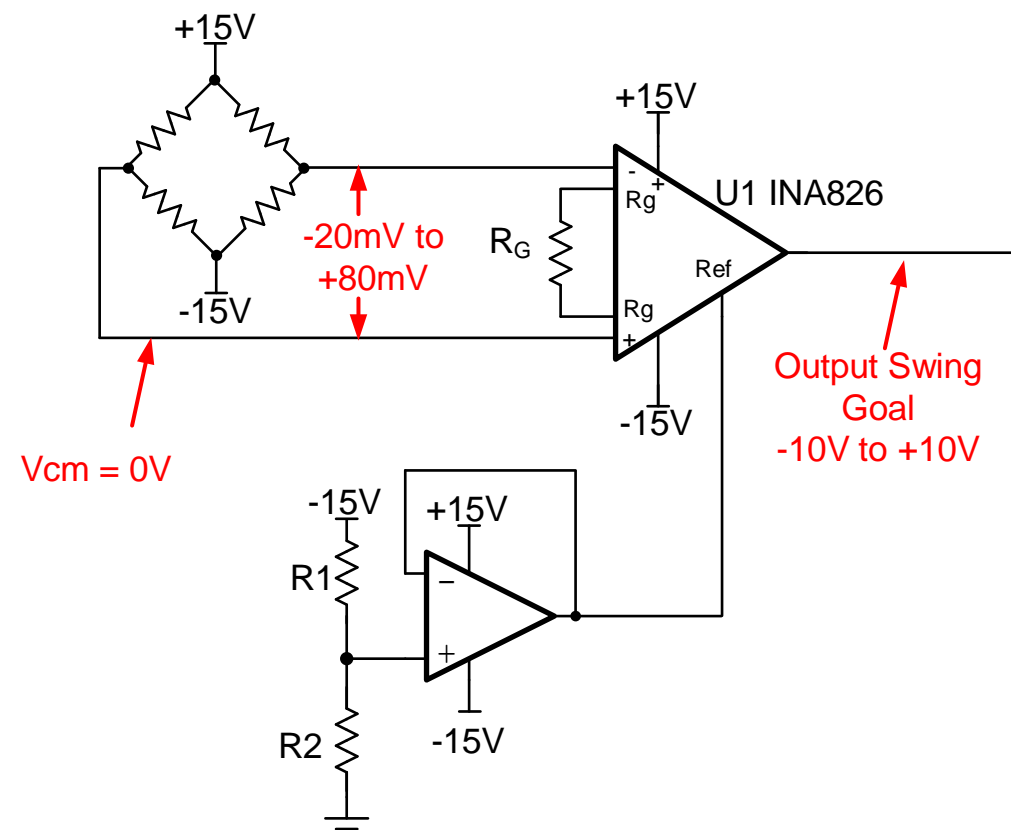 +15V
-15V
-20mV to
+80mV
Vcm = 0V
+15V
-
+
Rg
RG
Rg
+
Ref
U1 INA826
-15V
Output Swing
Goal
-10V to +10V
-15V
R1
R2
+15V
−
+
-15V